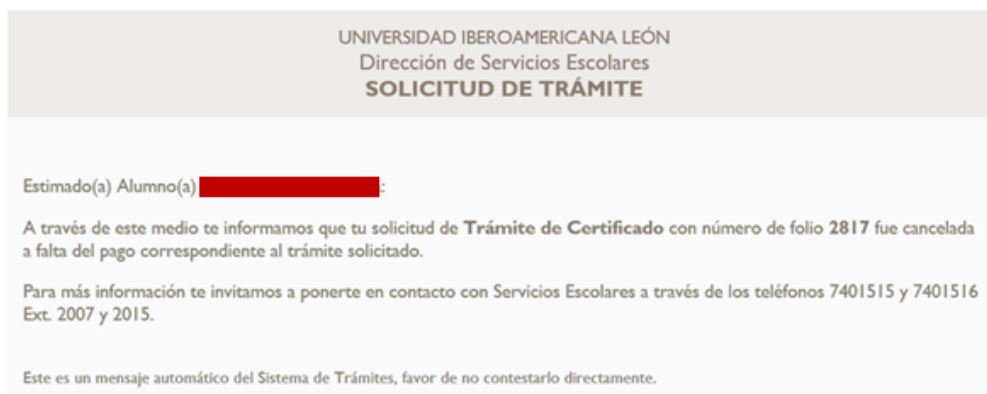 UNIVERSIDAD IBEROAMERICANA LEÓN
Dirección de Servicios Escolares
SOLICITUD DE TRÁMITE
Estimado(a) Alumno(a) :
A través de este medio te informamos que tu solicitud de Trámite de Certificado con número de folio 2817 fue cancelada
a falta del pago correspondiente al trámite solicitado.
Para más información te invitamos a ponerte en contacto con Servicios Escolares a través de los teléfonos 7401515 y 7401516
Ext. 2007 y 2015.
Este es un mensaje automático del Sistema de Trámites, favor de no contestarlo directamente.